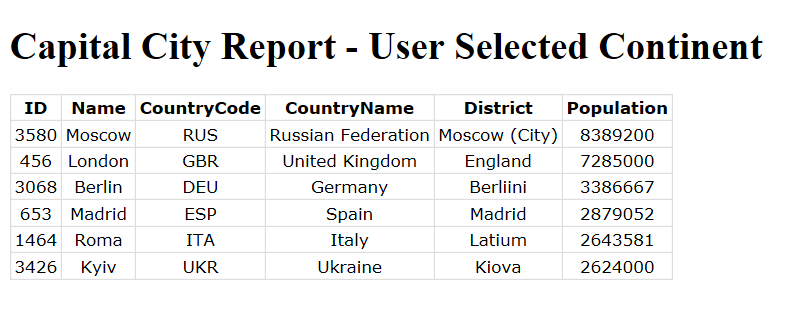 Capital City Report - User Selected Continent
ID Name CountryCode CountryName District Population
3580 Moscow RUS Russian Federation Moscow (City) 8389200
456 London GBR United Kingdom England 7285000
3068 Berlin DEU Germany Berliini 3386667
653 Madrid ESP Spain Madrid 2879052
1464 Roma ITA Italy Latium 2643581
3426 Kyiv UKR Ukraine Kiova 2624000